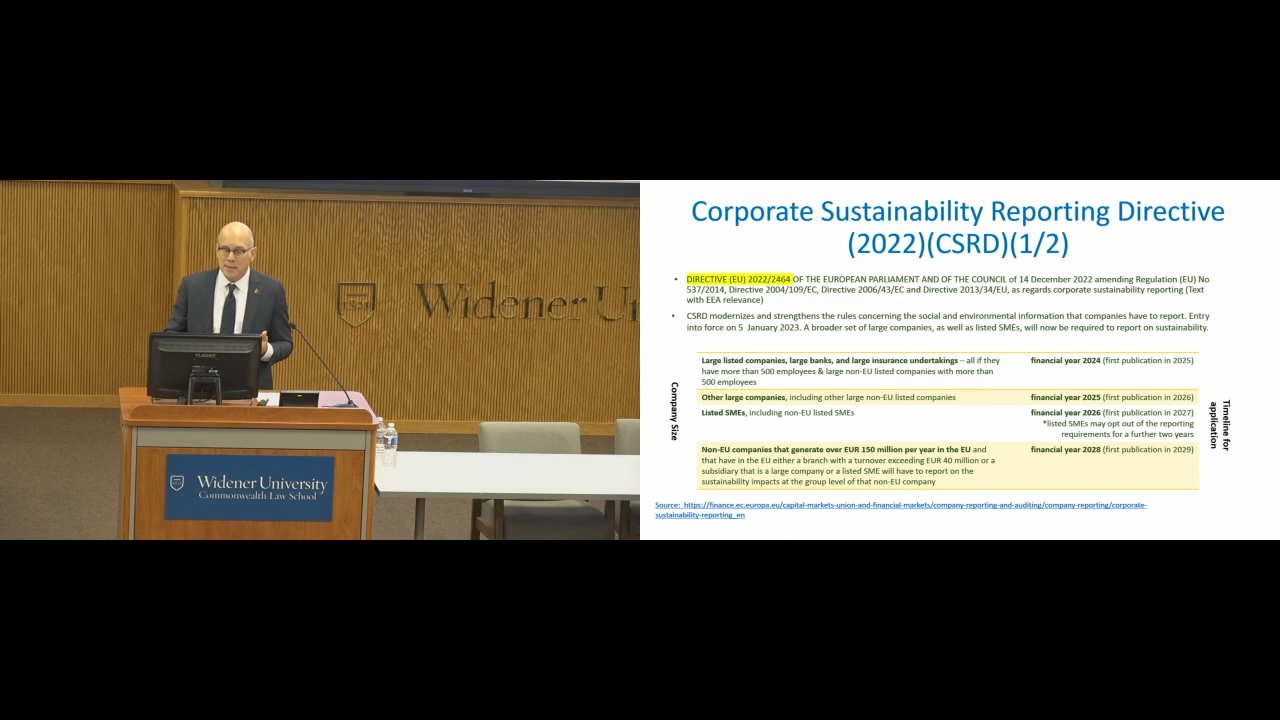 Widener U
Widener University
Commonwealth Law School
Corporate Sustainability Reporting Directive
(2022)(CSRD)(1/2)
• DIRECTIVE (EU) 2022/2464 OF THE EUROPEAN PARLIAMENT AND OF THE COUNCIL of 14 December 2022 amending Regulation (EU) No
537/2014, Directive 2004/109/EC, Directive 2006/43/EC and Directive 2013/34/EU, as regards corporate sustainability reporting (Text
with EEA relevance)
• CSRD modernizes and strengthens the rules concerning the social and environmental information that companies have to report. Entry
into force on 5 January 2023. A broader set of large companies, as well as listed SMEs, will now be required to report on sustainability.
Company Size
Large listed companies, large banks, and large insurance undertakings – all if they
have more than 500 employees & large non-EU listed companies with more than
500 employees
financial year 2024 (first publication in 2025)
Other large companies, including other large non-EU listed companies
financial year 2025 (first publication in 2026)
Listed SMEs, including non-EU listed SMEs
financial year 2026 (first publication in 2027)
*listed SMEs may opt out of the reporting
requirements for a further two years
Non-EU companies that generate over EUR 150 million per year in the EU and
that have in the EU either a branch with a turnover exceeding EUR 40 million or a
subsidiary that is a large company or a listed SME will have to report on the
sustainability impacts at the group level of that non-EU company
financial year 2028 (first publication in 2029)
Timeline for
application
Source: https://finance.ec.europa.eu/capital-markets-union-and-financial-markets/company-reporting-and-auditing/company-reporting/corporate-
sustainability-reporting_en